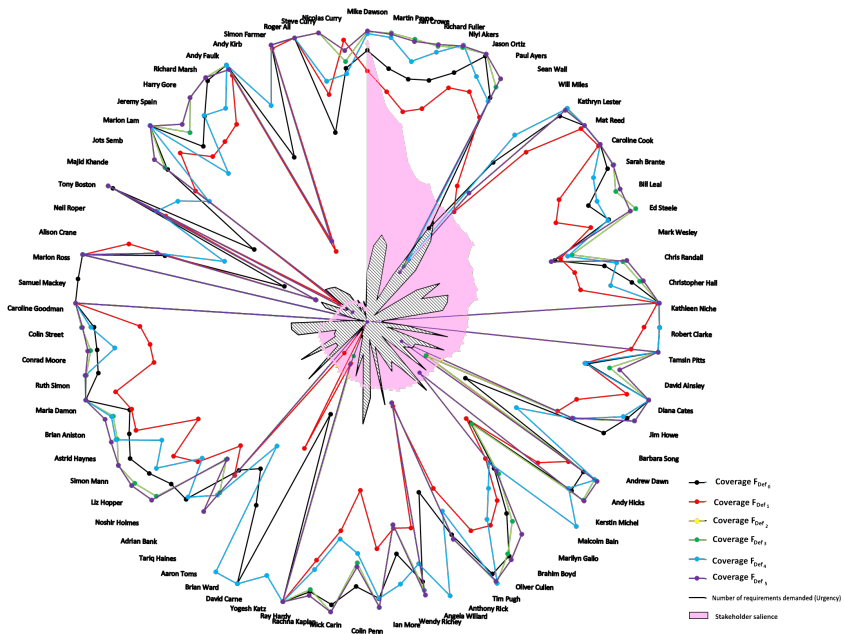 Mike Dawson
Martin Payne
Jan Crowe
Richard Fuller
Niyl Akers
Jason Ortiz
Paul Ayers
Sean Wall
Will Miles
Kathryn Lester
Mat Reed
Caroline Cook
Sarah Brante
Bill Leal
Ed Steele
Mark Wesley
Chris Randall
Christopher Hall
Kathleen Niche
Robert Clarke
Tamsin Pitts
David Ainsley
Diana Cates
Jim Howe
Barbara Song
Andrew Dawn
Andy Hicks
Kerstin Michel
Malcolm Bain
Marilyn Gallo
Brahim Boyd
Oliver Cullen
Tim Pugh
Anthony Rick
Angela Willard
Wendy Richey
Ian More
Colin Penn
Mick Carin
Rachna Kaplan
Ray Hardy
Yogesh Katz
David Carne
Brian Ward
Aaron Toms
Tariq Haines
Adrian Bank
Noshir Holmes
Liz Hopper
Simon Mann
Astrid Haynes
Brian Aniston
Maria Damon
Ruth Simon
Conrad Moore
Colin Street
Caroline Goodman
Samuel Mackey
Marion Ross
Alison Crane
Neil Roper
Tony Boston
Majid Khande
Jots Semb
Marion Lam
Jeremy Spain
Harry Gore
Richard Marsh
Andy Faulk
Andy Kirb
Simon Farmer
Roger All
Steve Curry
Nicolas Curry
Coverage F Def 0
Coverage F Def 1
Coverage F Def 2
Coverage F Def 3
Coverage F Def 4
Coverage F Def 5
Number of requirements demanded (Urgency)
Stakeholder salience